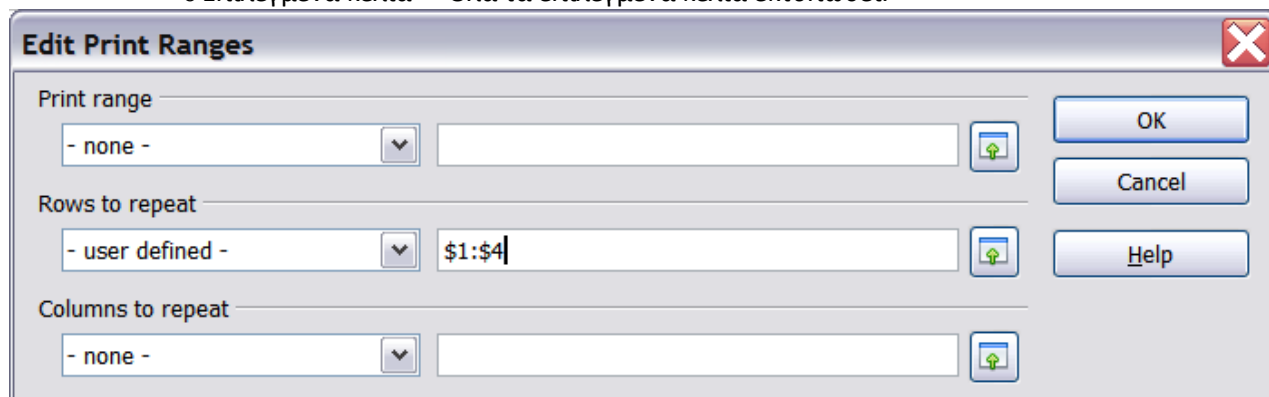 Edit Print Ranges
Print range
- none -
OK
Cancel
Rows to repeat
- user defined -
$1:$4
Help
Columns to repeat
- none -